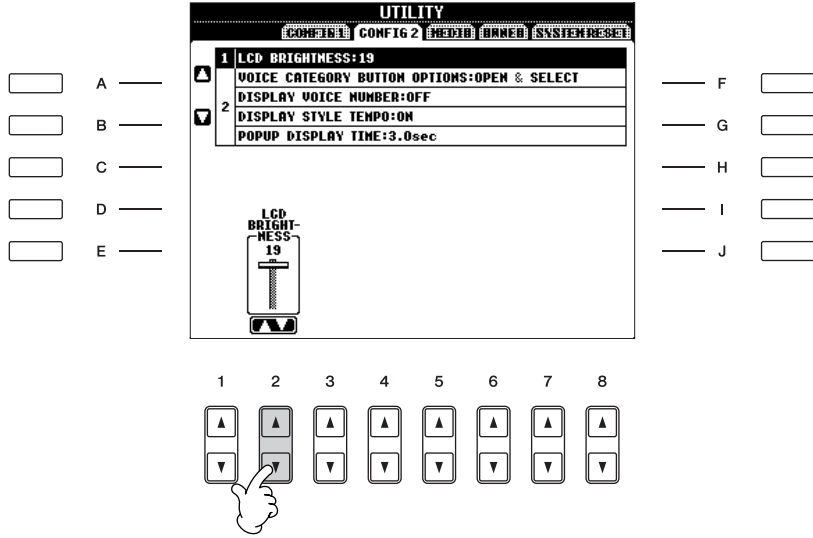 UTILITY
CONFIG 1 CONFIG 2 MEDIA OWNER SYSTEM RESET
1 LCD BRIGHTNESS:19
2 VOICE CATEGORY BUTTON OPTIONS:OPEN & SELECT
DISPLAY VOICE NUMBER:OFF
DISPLAY STYLE TEMPO:ON
POPUP DISPLAY TIME:3.0sec
A
B
C
D
E
F
G
H
I
J
LCD
BRIGHT-
NESS
19
1 2 3 4 5 6 7 8